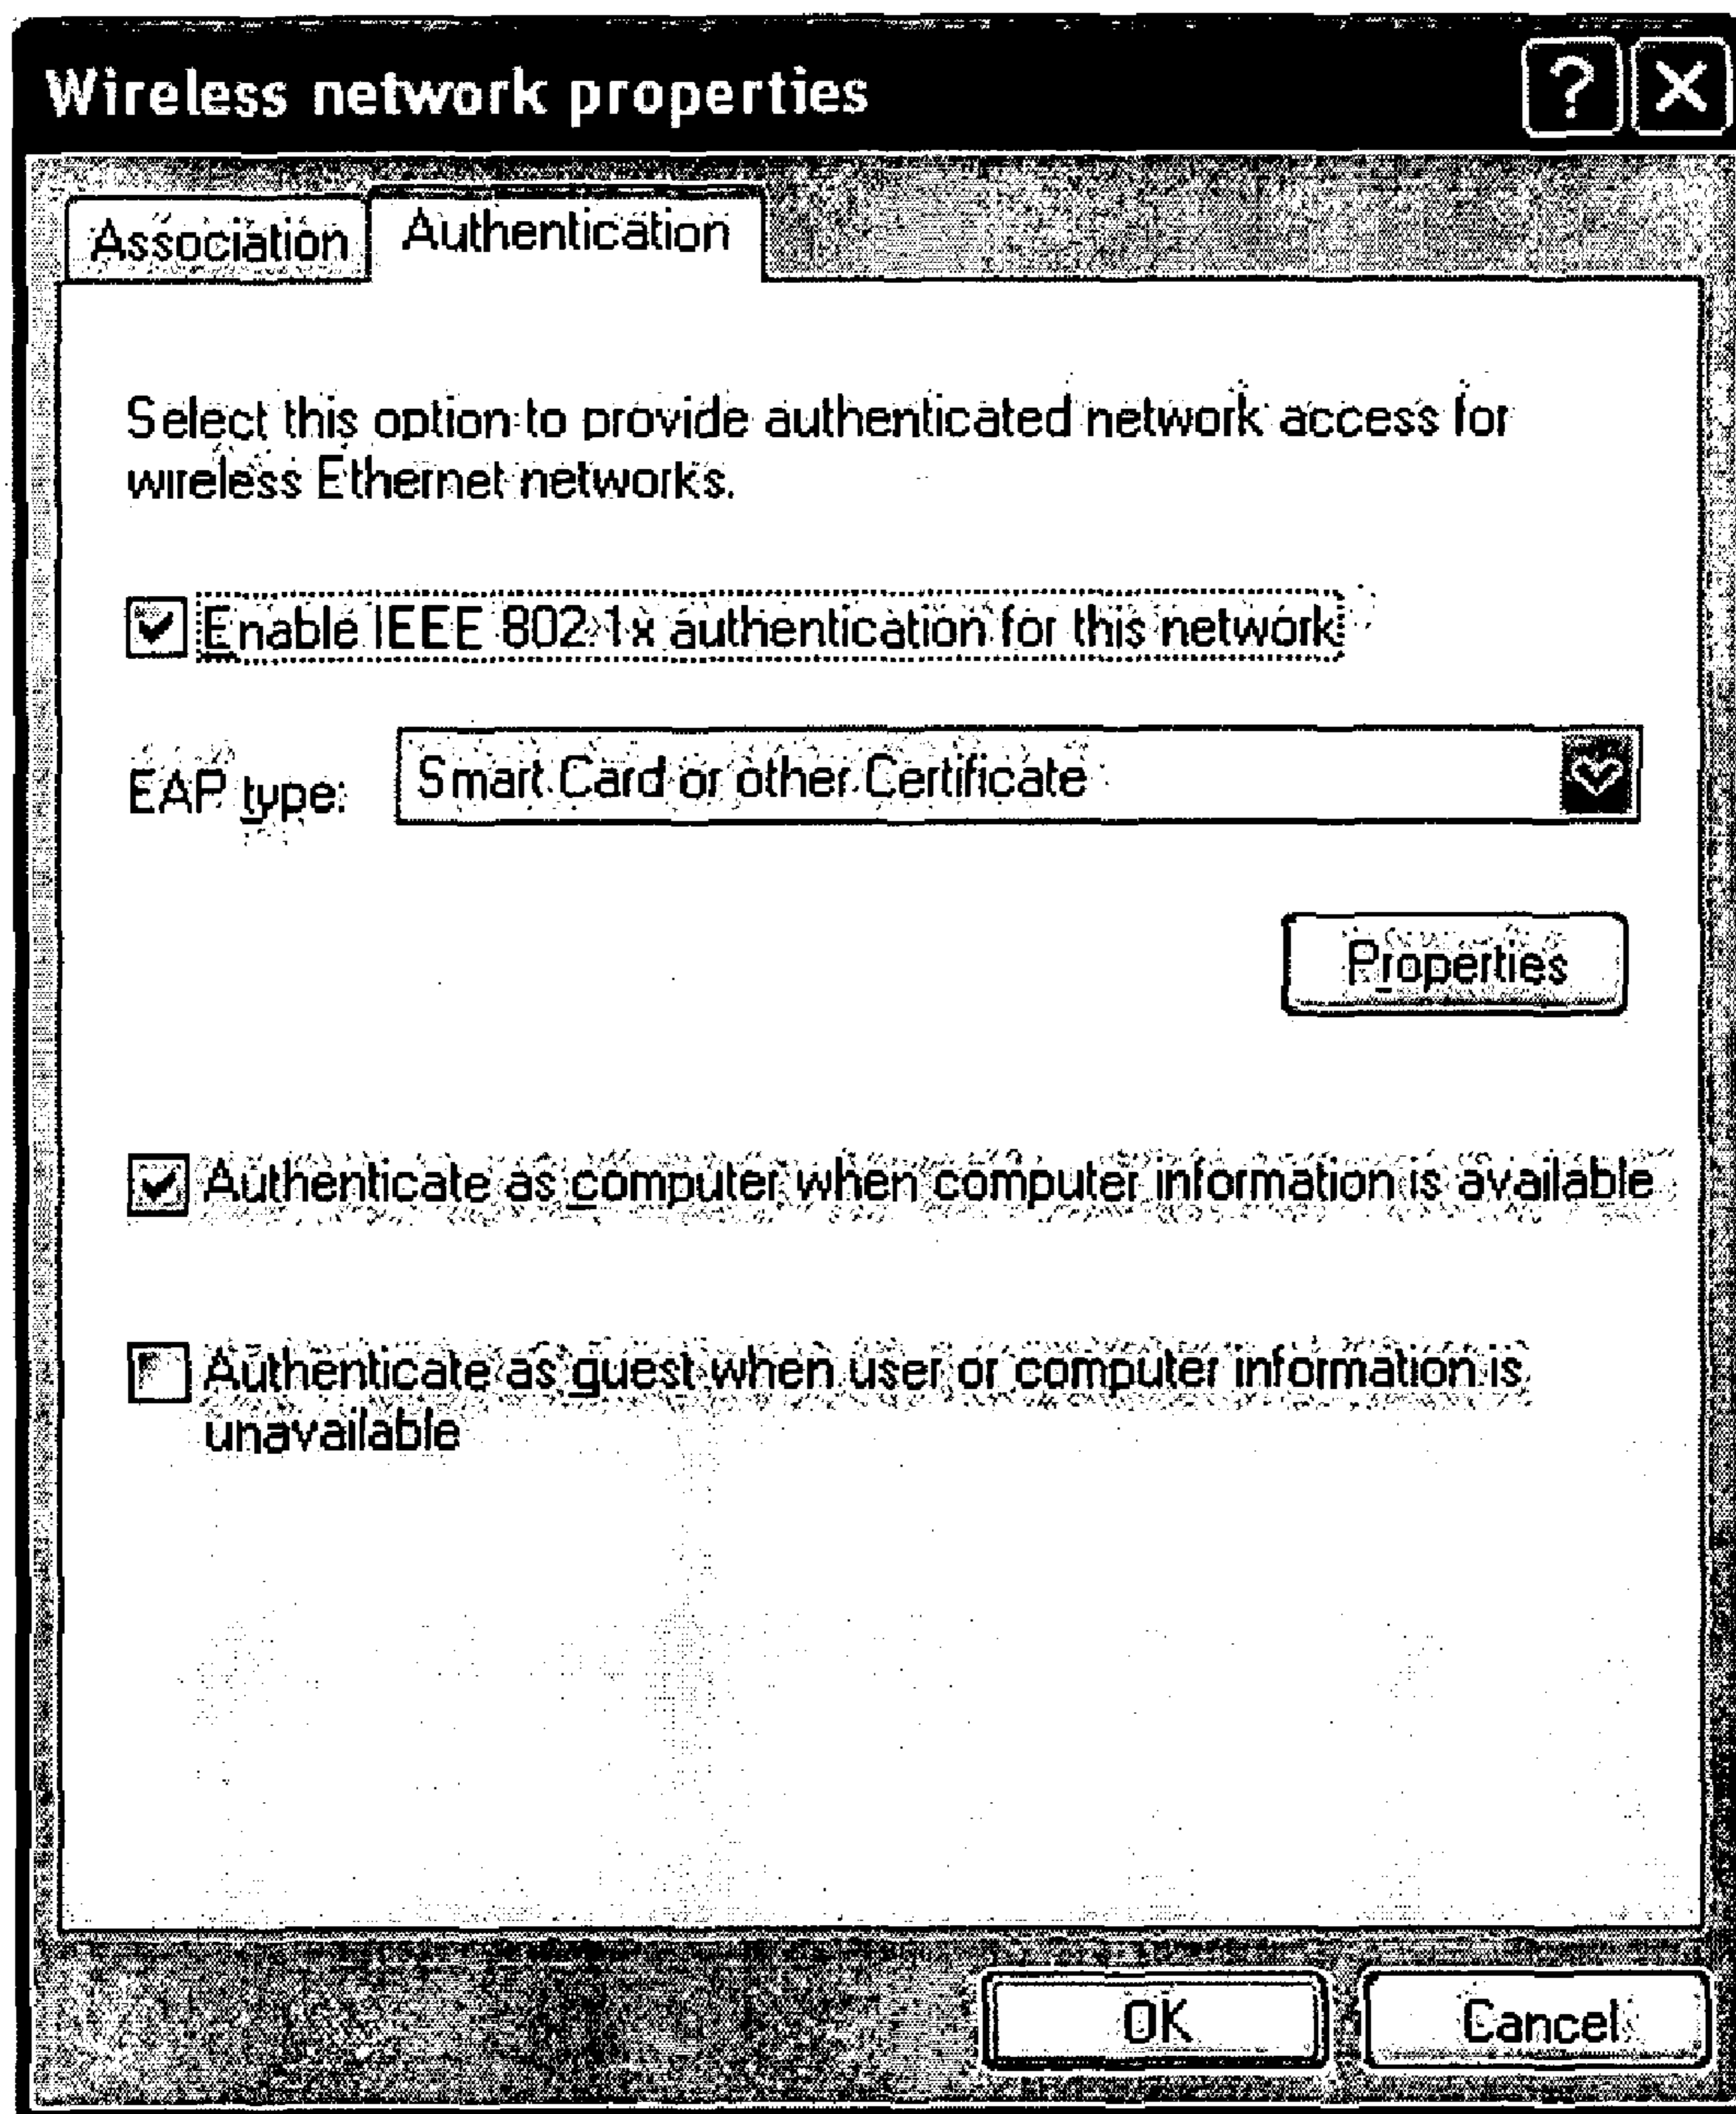 Wireless network properties
Association Authentication
Select this option to provide authenticated network access for
wireless Ethernet networks.
Enable IEEE 802.1x authentication for this network
EAP type: Smart Card or other Certificate
Properties
Authenticate as computer when computer information is available
Authenticate as guest when user or computer information is
unavailable
OK Cancel